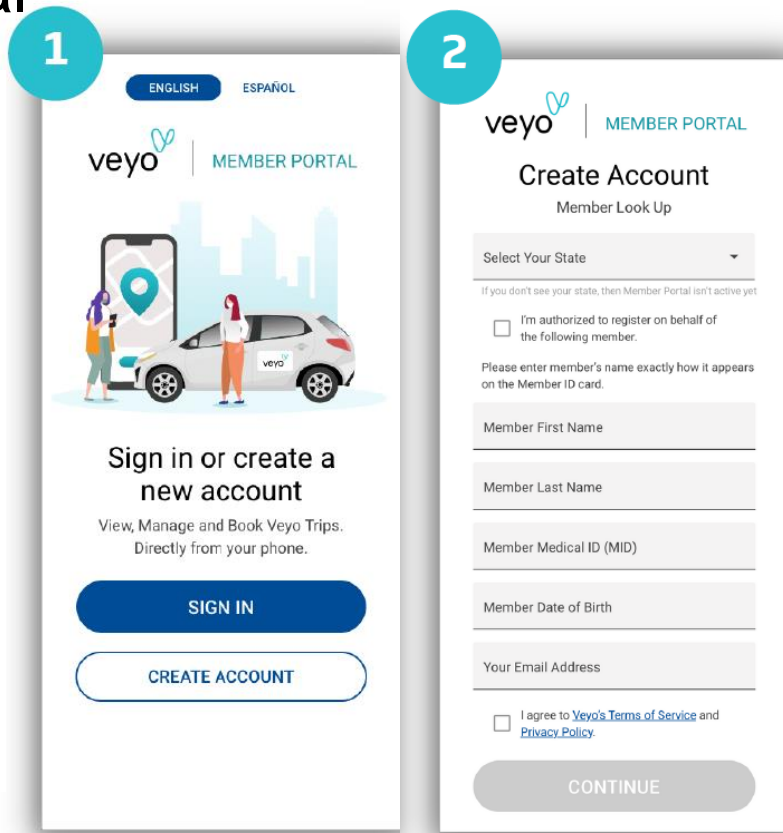 1
ENGLISH ESPAÑOL
veyo MEMBER PORTAL
veyo
Sign in or create a
new account
View, Manage and Book Veyo Trips.
Directly from your phone.
SIGN IN
CREATE ACCOUNT
2
veyo MEMBER PORTAL
Create Account
Member Look Up
Select Your State
If you don't see your state, then Member Portal isn't active yet
I'm authorized to register on behalf of
the following member.
Please enter member's name exactly how it appears
on the Member ID card.
Member First Name
Member Last Name
Member Medical ID (MID)
Member Date of Birth
Your Email Address
I agree to Veyo's Terms of Service and
Privacy Policy.
CONTINUE